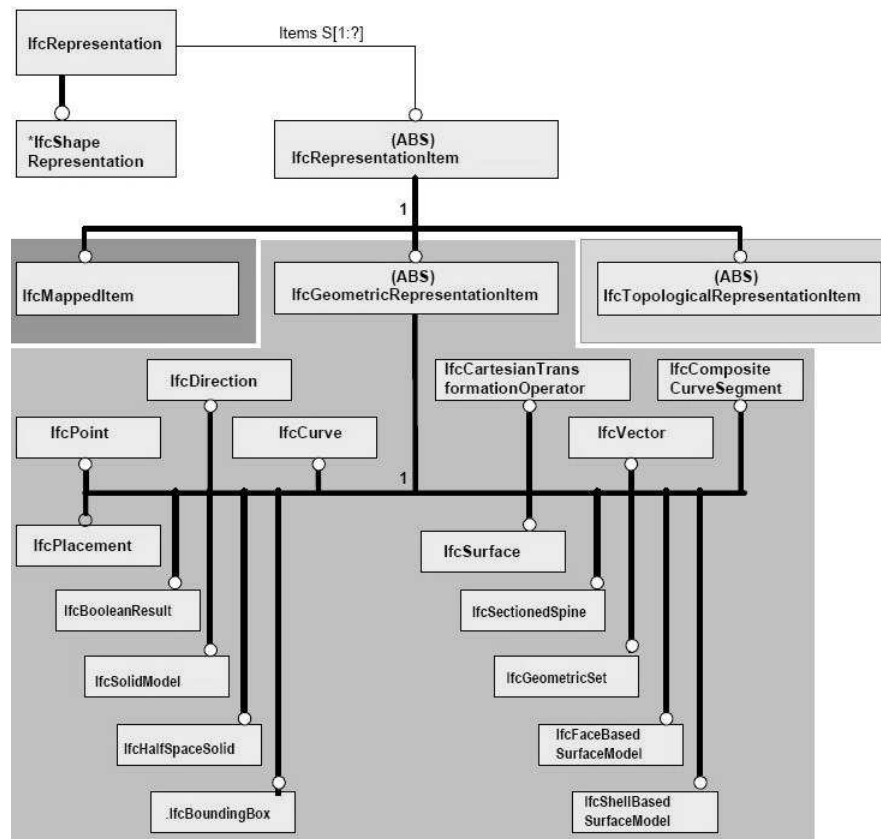 IfcRepresentation
Items S[1:?]
*IfcShape
Representation
(ABS)
IfcRepresentationItem
1
IfcMappedItem
(ABS)
IfcGeometricRepresentationItem
(ABS)
IfcTopologicalRepresentationItem
IfcDirection
IfcCartesianTrans
formationOperator
IfcComposite
CurveSegment
IfcPoint
IfcCurve
IfcVector
1
IfcPlacement
IfcSurface
IfcBooleanResult
IfcSectionedSpine
IfcSolidModel
IfcGeometricSet
IfcHalfSpaceSolid
IfcFaceBased
SurfaceModel
.IfcBoundingBox
IfcShellBased
SurfaceModel